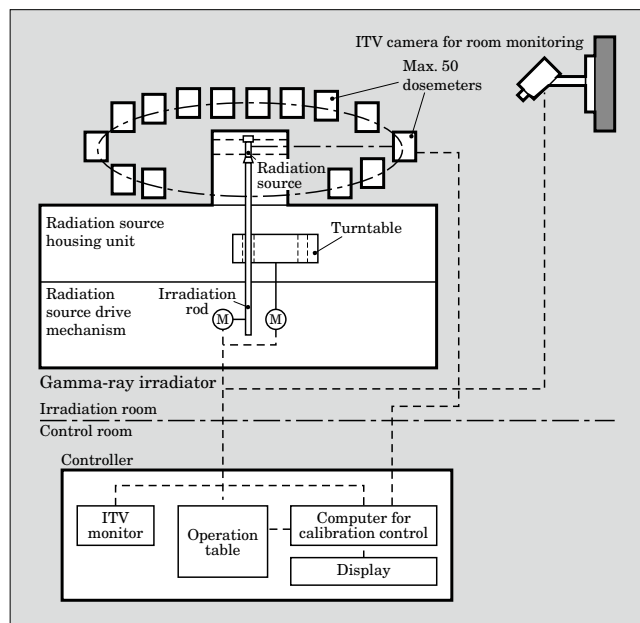 ITV camera for room monitoring
Max. 50
dosemeters
Radiation
source
Radiation source
housing unit
Turntable
Radiation
source drive
mechanism
Irradiation
rod
M
M
Gamma-ray irradiator
Irradiation room
Control room
Controller
ITV
monitor
Operation
table
Computer for
calibration control
Display